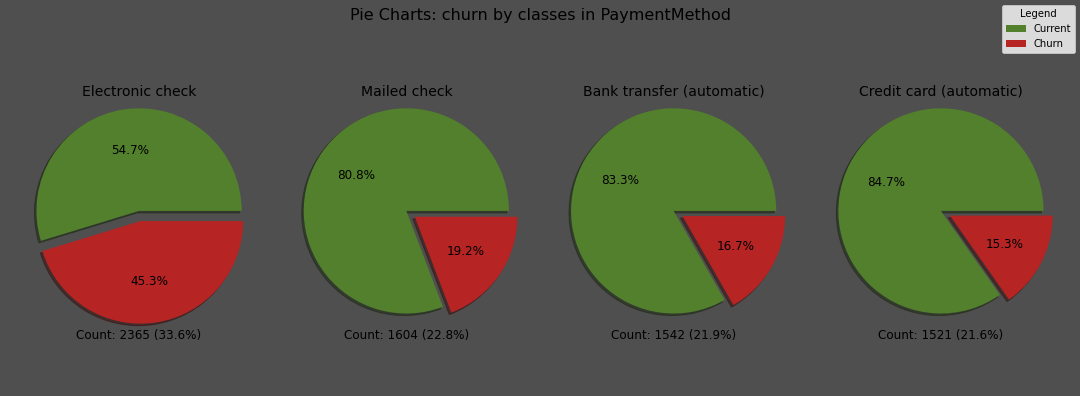 Pie Charts: churn by classes in PaymentMethod
Legend
Current
Churn
Electronic check
54.7%
45.3%
Count: 2365 (33.6%)
Mailed check
80.8%
19.2%
Count: 1604 (22.8%)
Bank transfer (automatic)
83.3%
16.7%
Count: 1542 (21.9%)
Credit card (automatic)
84.7%
15.3%
Count: 1521 (21.6%)